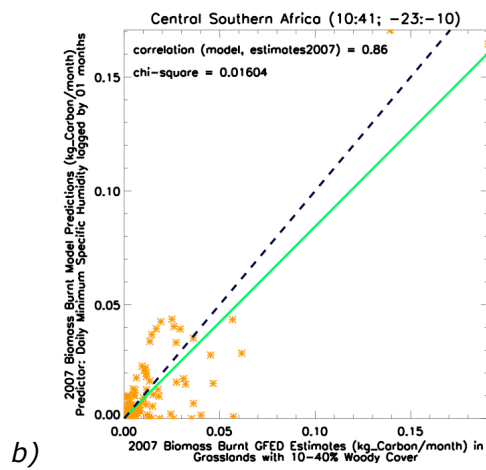 Central Southern Africa (10:41; -23:-10)
correlation (model, estimates2007) = 0.86
chi-square = 0.01604
2007 Biomass Burnt Model Predictions (kg_Carbon/month)
Predictor: Daily Minimum Specific Humidity lagged by 01 months
0.15
0.10
0.05
0.00
0.00 0.05 0.10 0.15
2007 Biomass Burnt GFED Estimates (kg_Carbon/month) in
Grasslands with 10-40% Woody Cover
b)